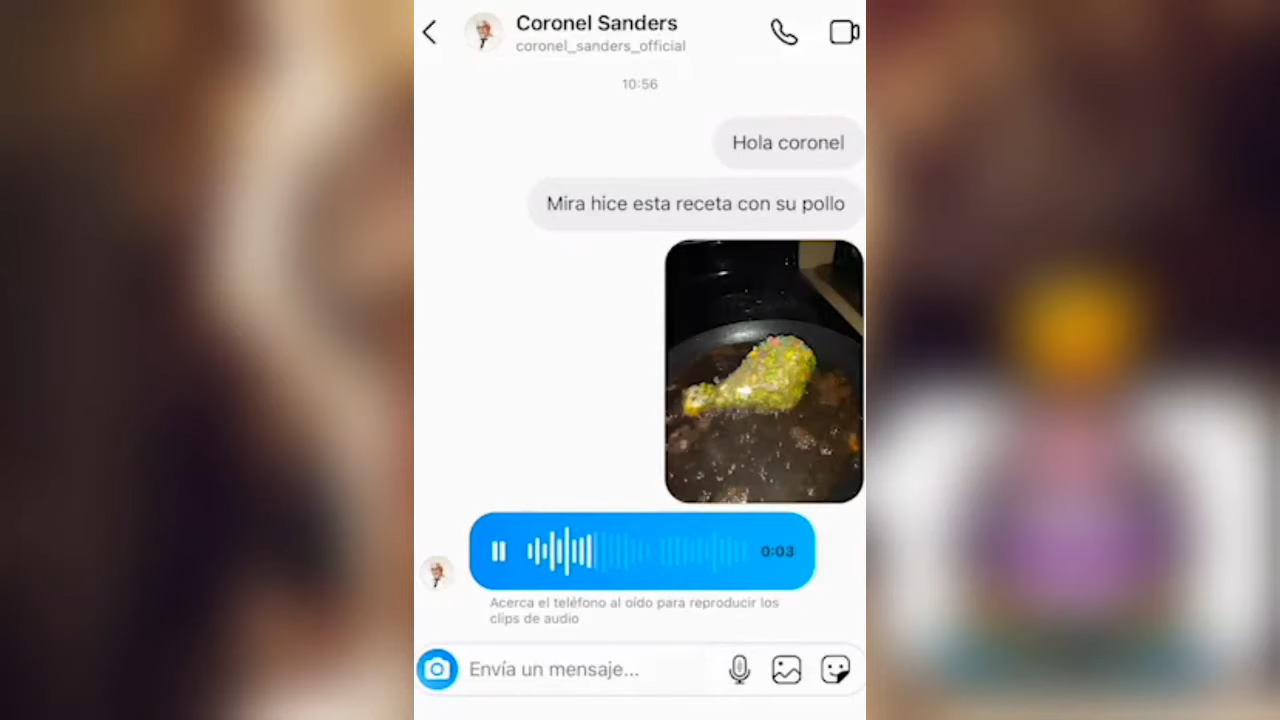 Coronel Sanders
coronel_sanders_official
10:56
Hola coronel
Mira hice esta receta con su pollo
0:03
Acerca el teléfono al oído para reproducir los
clips de audio
Envía un mensaje...